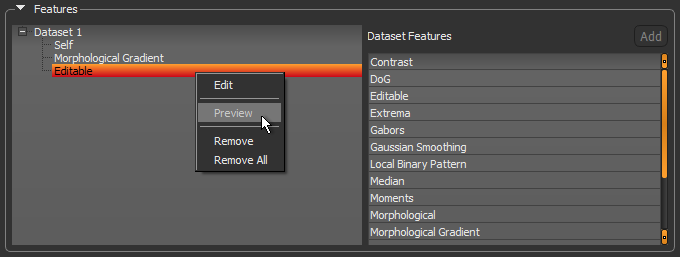 Features
Dataset 1
Self
Morphological Gradient
Editable
Edit
Preview
Remove
Remove All
Dataset Features
Add
Contrast
DoG
Editable
Extrema
Gabors
Gaussian Smoothing
Local Binary Pattern
Median
Moments
Morphological
Morphological Gradient